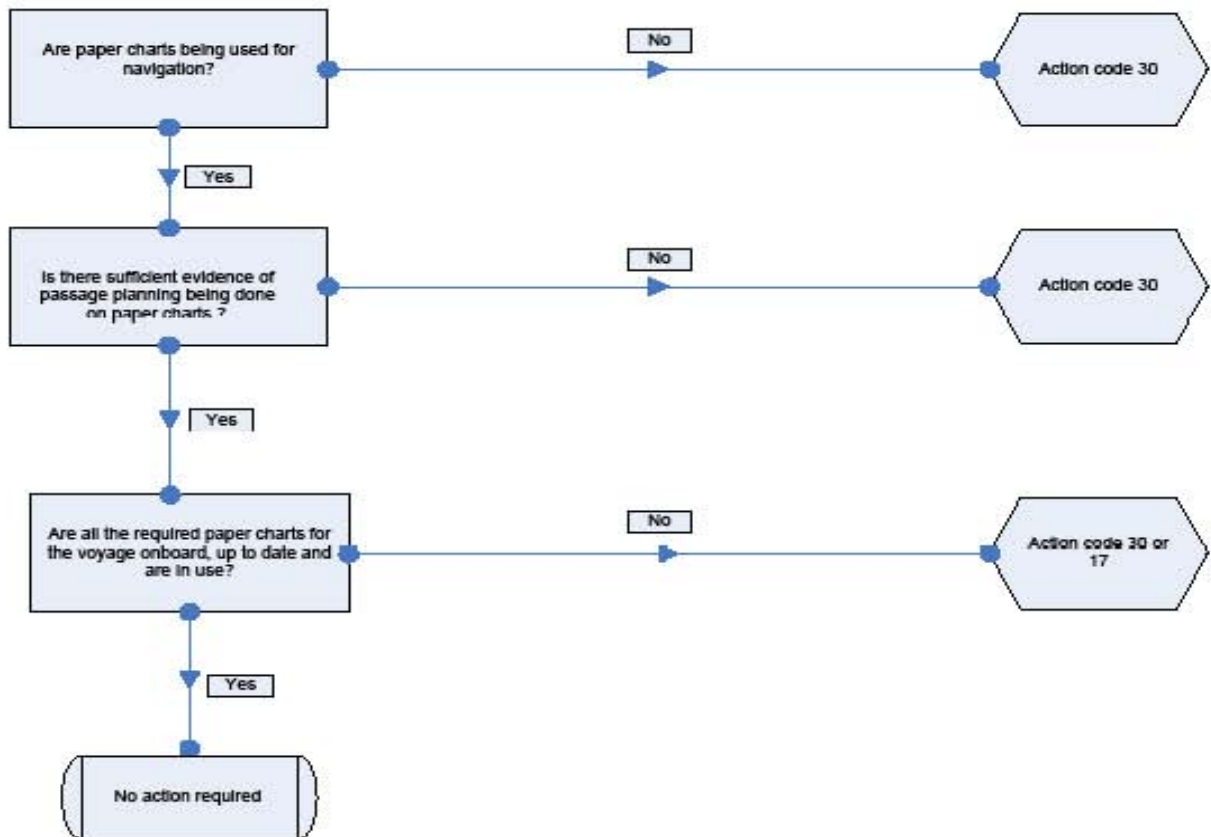 Are paper charts being used for
navigation?
No
Action code 30
Yes
Is there sufficient evidence of
passage planning being done
on paper charts ?
No
Action code 30
Yes
Are all the required paper charts for
the voyage onboard, up to date and
are in use?
No
Action code 30 or
17
Yes
No action required